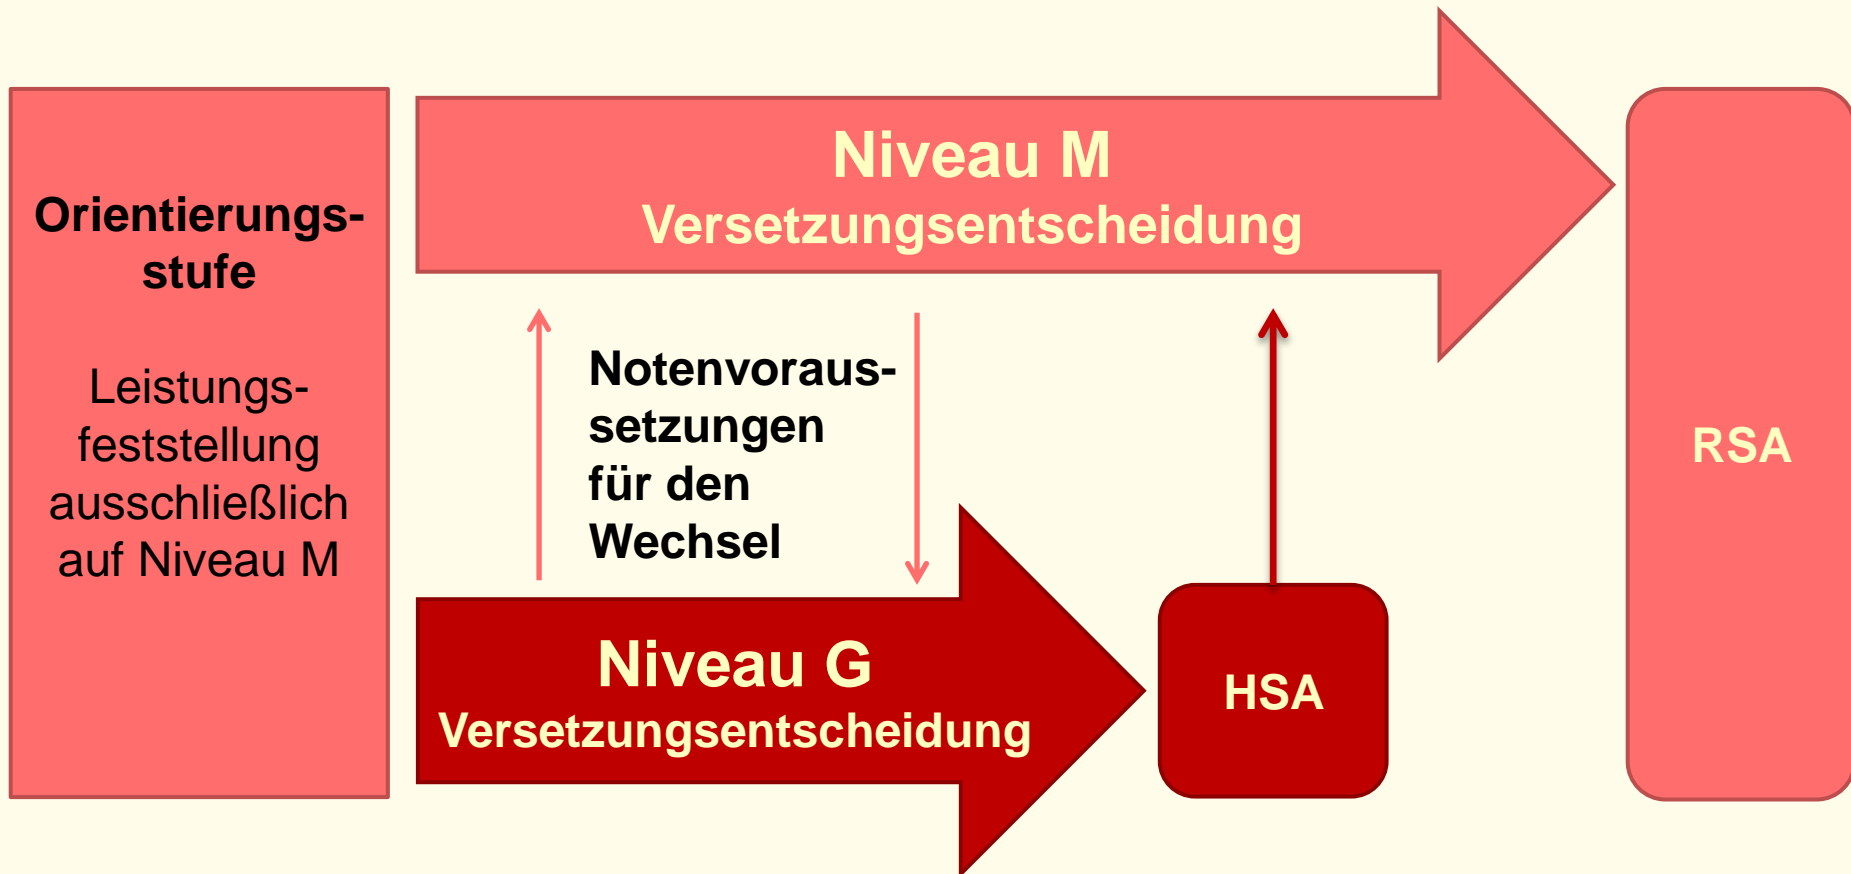 Orientierungs-
stufe
Leistungs-
feststellung
ausschließlich
auf Niveau M
Niveau M
Versetzungsentscheidung
Notenvoraus-
setzungen
für den
Wechsel
Niveau G
Versetzungsentscheidung
HSA
RSA